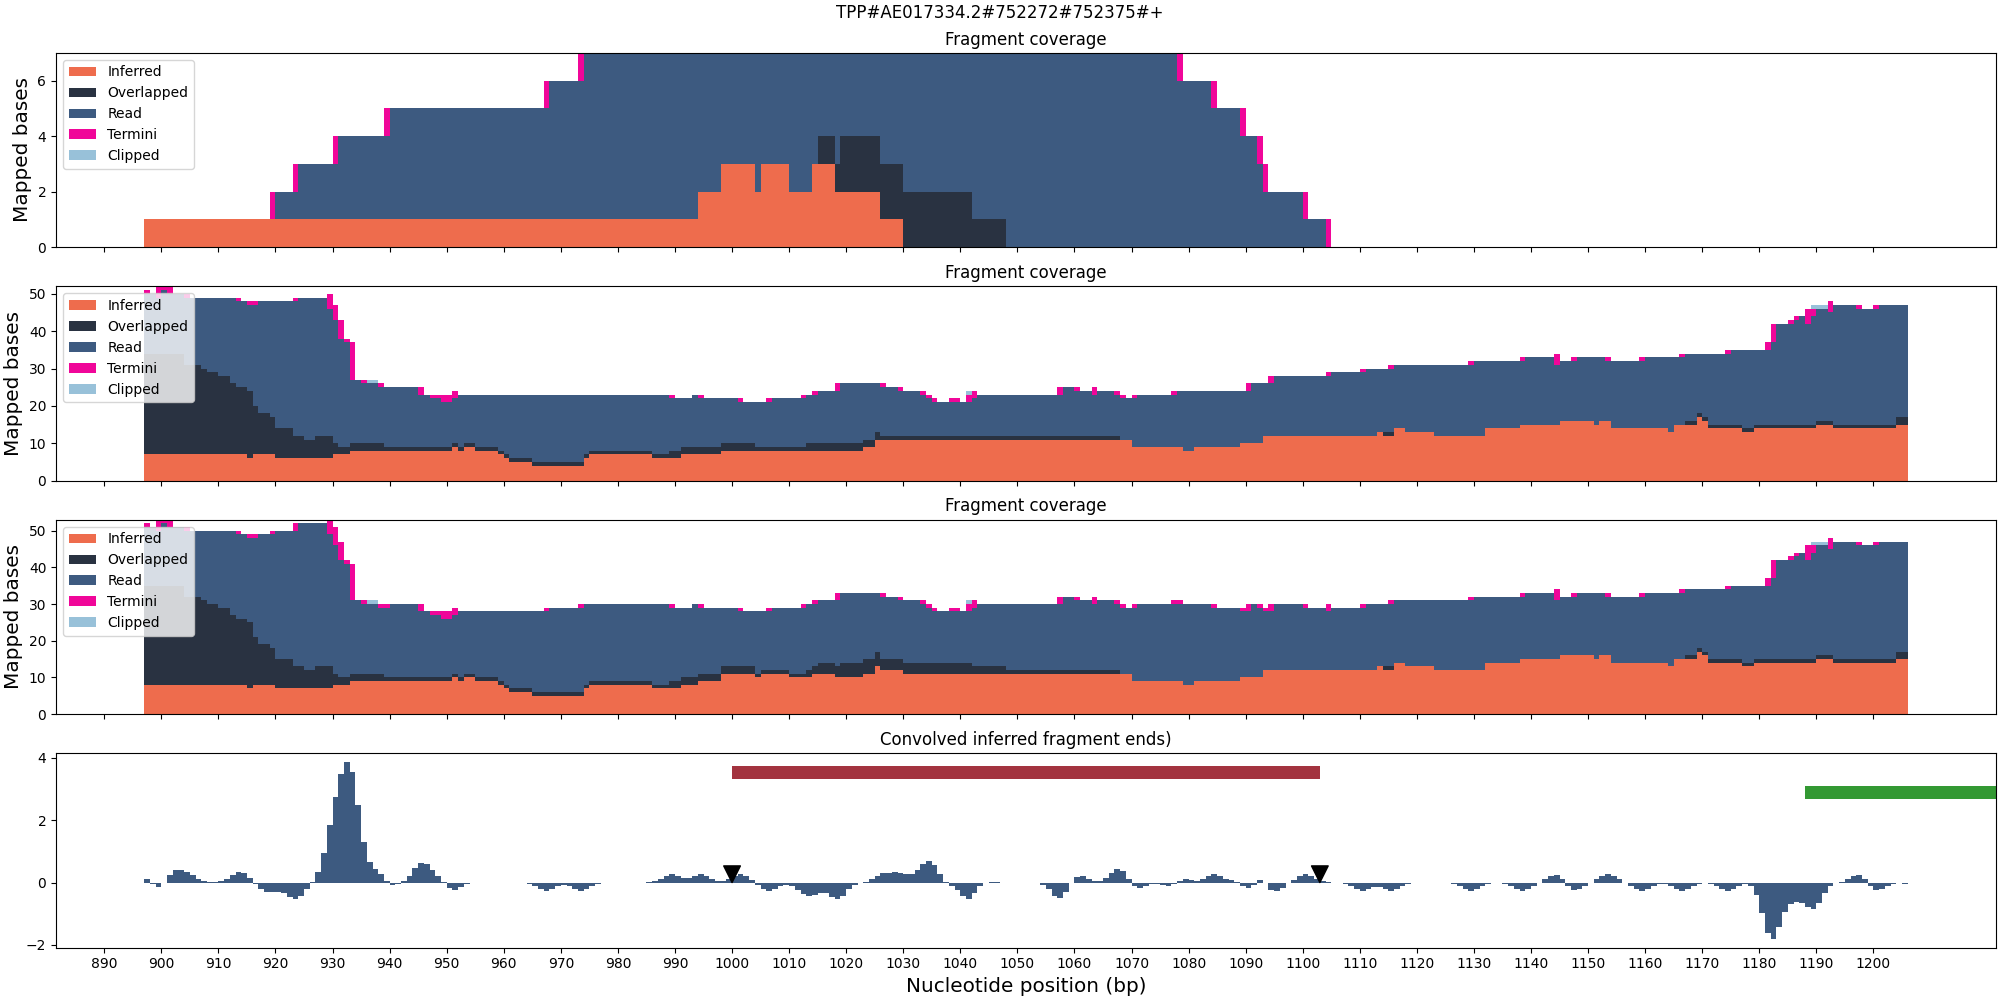 TPP#AE017334.2#752272#752375#+
Fragment coverage
Mapped bases
6
4
2
0
Inferred
Overlapped
Read
Termini
Clipped
Fragment coverage
Mapped bases
50
40
30
20
10
0
Inferred
Overlapped
Read
Termini
Clipped
Fragment coverage
Mapped bases
50
40
30
20
10
0
Inferred
Overlapped
Read
Termini
Clipped
Convolved inferred fragment ends)
4
2
0
−2
890 900 910 920 930 940 950 960 970 980 990 1000 1010 1020 1030 1040 1050 1060 1070 1080 1090 1100 1110 1120 1130 1140 1150 1160 1170 1180 1190 1200
Nucleotide position (bp)